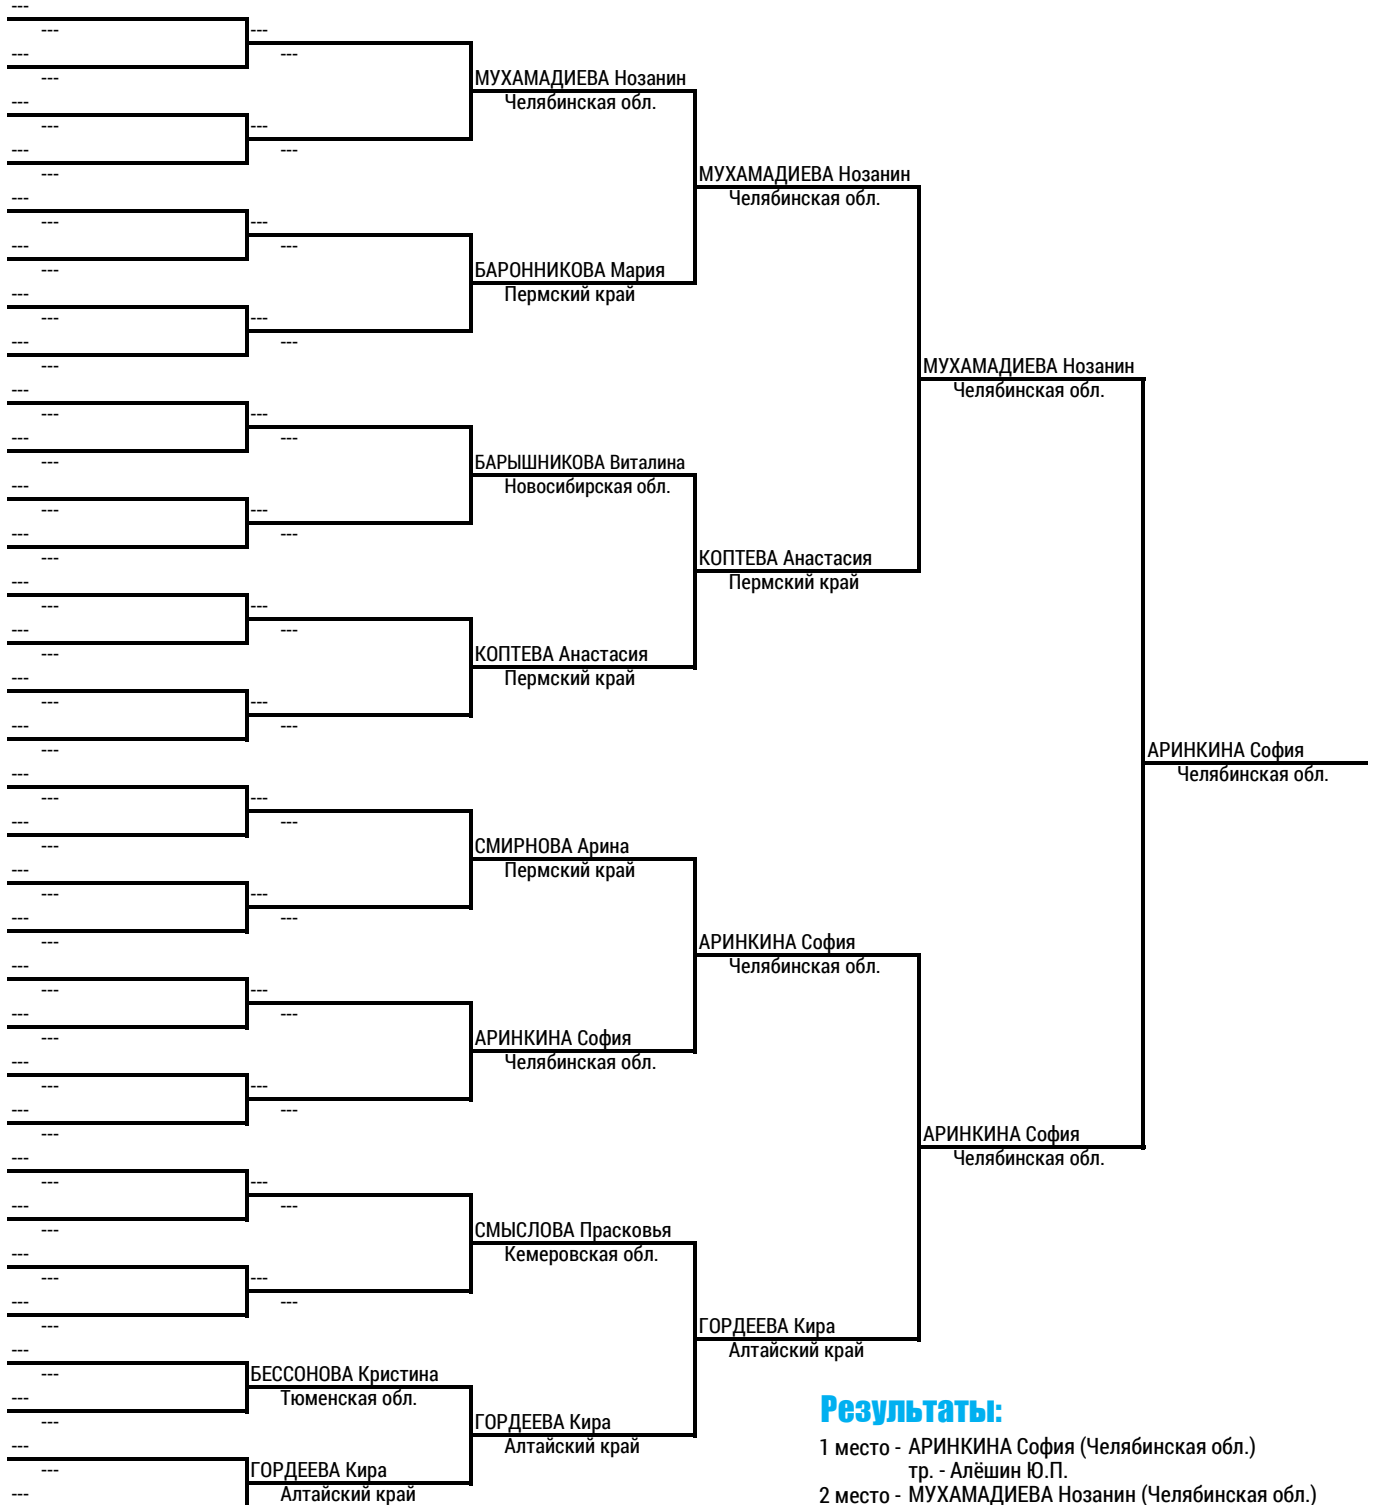 ---
---
---
---
---
---
МУХАМАДИЕВА Нозанин
---
Челябинская обл.
---
---
---
---
---
---
МУХАМАДИЕВА Нозанин
---
Челябинская обл.
---
---
---
---
---
БАРОННИКОВА Мария
---
Пермский край
---
---
---
---
---
---
МУХАМАДИЕВА Нозанин
---
Челябинская обл.
---
---
---
---
---
БАРЫШНИКОВА Виталина
---
Новосибирская обл.
---
---
---
---
---
---
КОПТЕВА Анастасия
---
Пермский край
---
---
---
---
---
КОПТЕВА Анастасия
---
Пермский край
---
---
---
---
---
---
АРИНКИНА София
---
Челябинская обл.
---
---
---
---
---
СМИРНОВА Арина
---
Пермский край
---
---
---
---
---
---
АРИНКИНА София
---
Челябинская обл.
---
---
---
---
АРИНКИНА София
---
Челябинская обл.
---
---
---
---
---
АРИНКИНА София
---
Челябинская обл.
---
---
---
---
СМЫСЛОВА Прасковья
---
Кемеровская обл.
---
---
---
---
---
ГОРДЕЕВА Кира
---
Алтайский край
---
БЕССОНОВА Кристина
---
Тюменская обл.
---
ГОРДЕЕВА Кира
---
Алтайский край
---
ГОРДЕЕВА Кира
---
Алтайский край
Результаты:
1 место - АРИНКИНА София (Челябинская обл.)
тр. - Алёшин Ю.П.
2 место - МУХАМАДИЕВА Нозанин (Челябинская обл.)